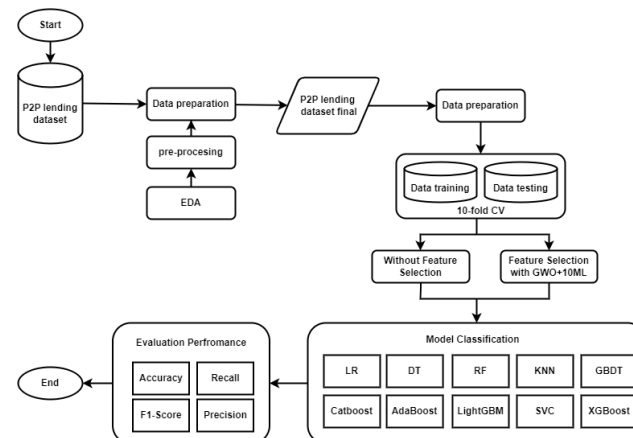 Start
P2P lending
dataset
Data preparation
pre-procesing
EDA
P2P lending
dataset final
Data preparation
Data training
Data testing
10-fold CV
Without Feature
Selection
Feature Selection
with GWO+10ML
Model Classification
LR
DT
RF
KNN
GBDT
Catboost
AdaBoost
LightGBM
SVC
XGBoost
Evaluation Perfromance
Accuracy
Recall
F1-Score
Precision
End